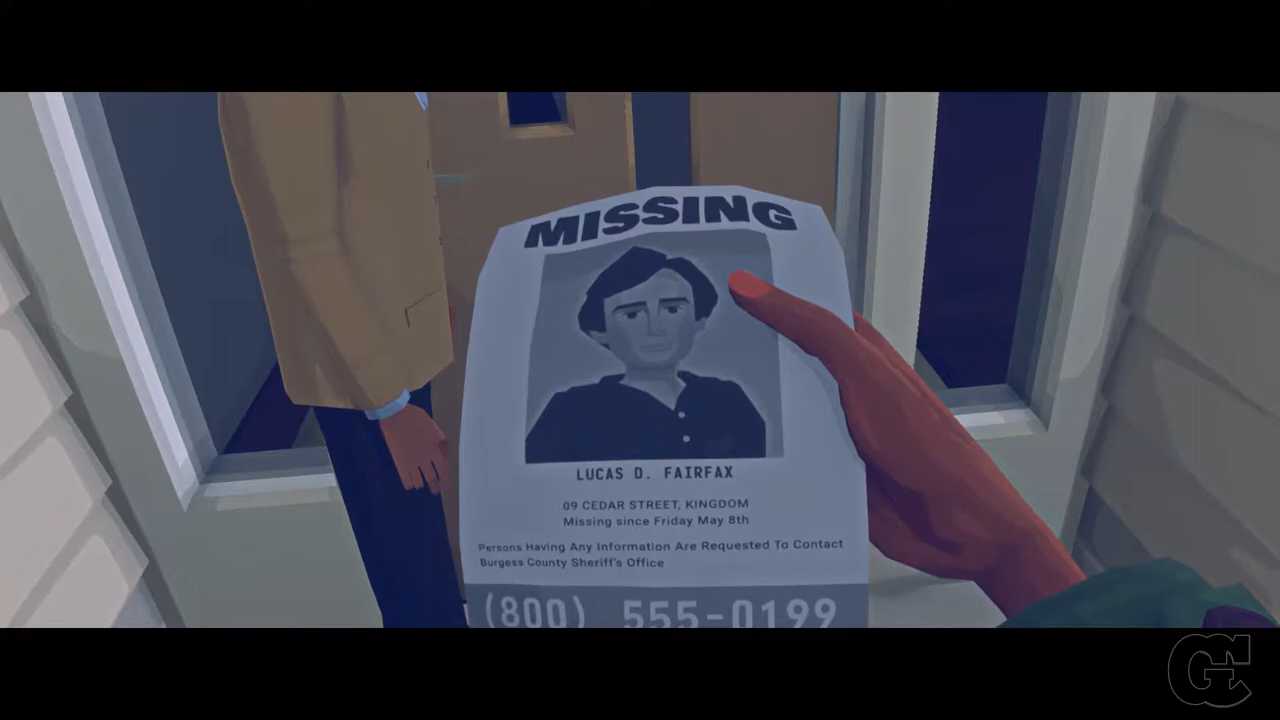 MISSING
LUCAS D. FAIRFAX
09 CEDAR STREET, KINGDOM
Missing since Friday May 8th
Persons Having Any Information Are Requested To Contact
Burgess County Sheriff's Office
(800) 555-0199